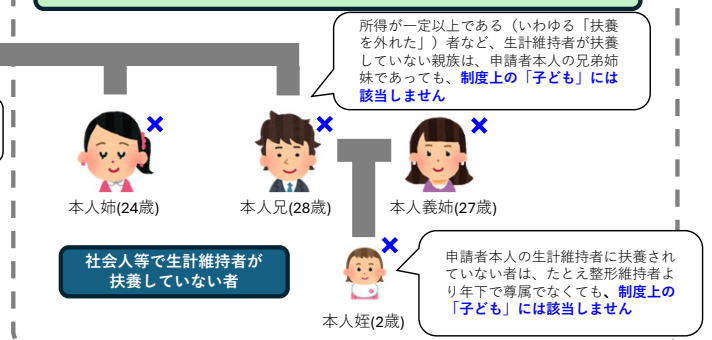 所得が一定以上である（いわゆる「扶養
を外れた」）者など、生計維持者が扶養
していない親族は、申請者本人の兄弟姉
妹であっても、制度上の「子ども」には
該当しません
本人姉(24歳)
本人兄(28歳)
本人義姉(27歳)
社会人等で生計維持者が
扶養していない者
申請者本人の生計維持者に扶養され
ていない者は、たとえ整形維持者よ
り年下で尊属でなくても、制度上の
「子ども」には該当しません
本人姪(2歳)